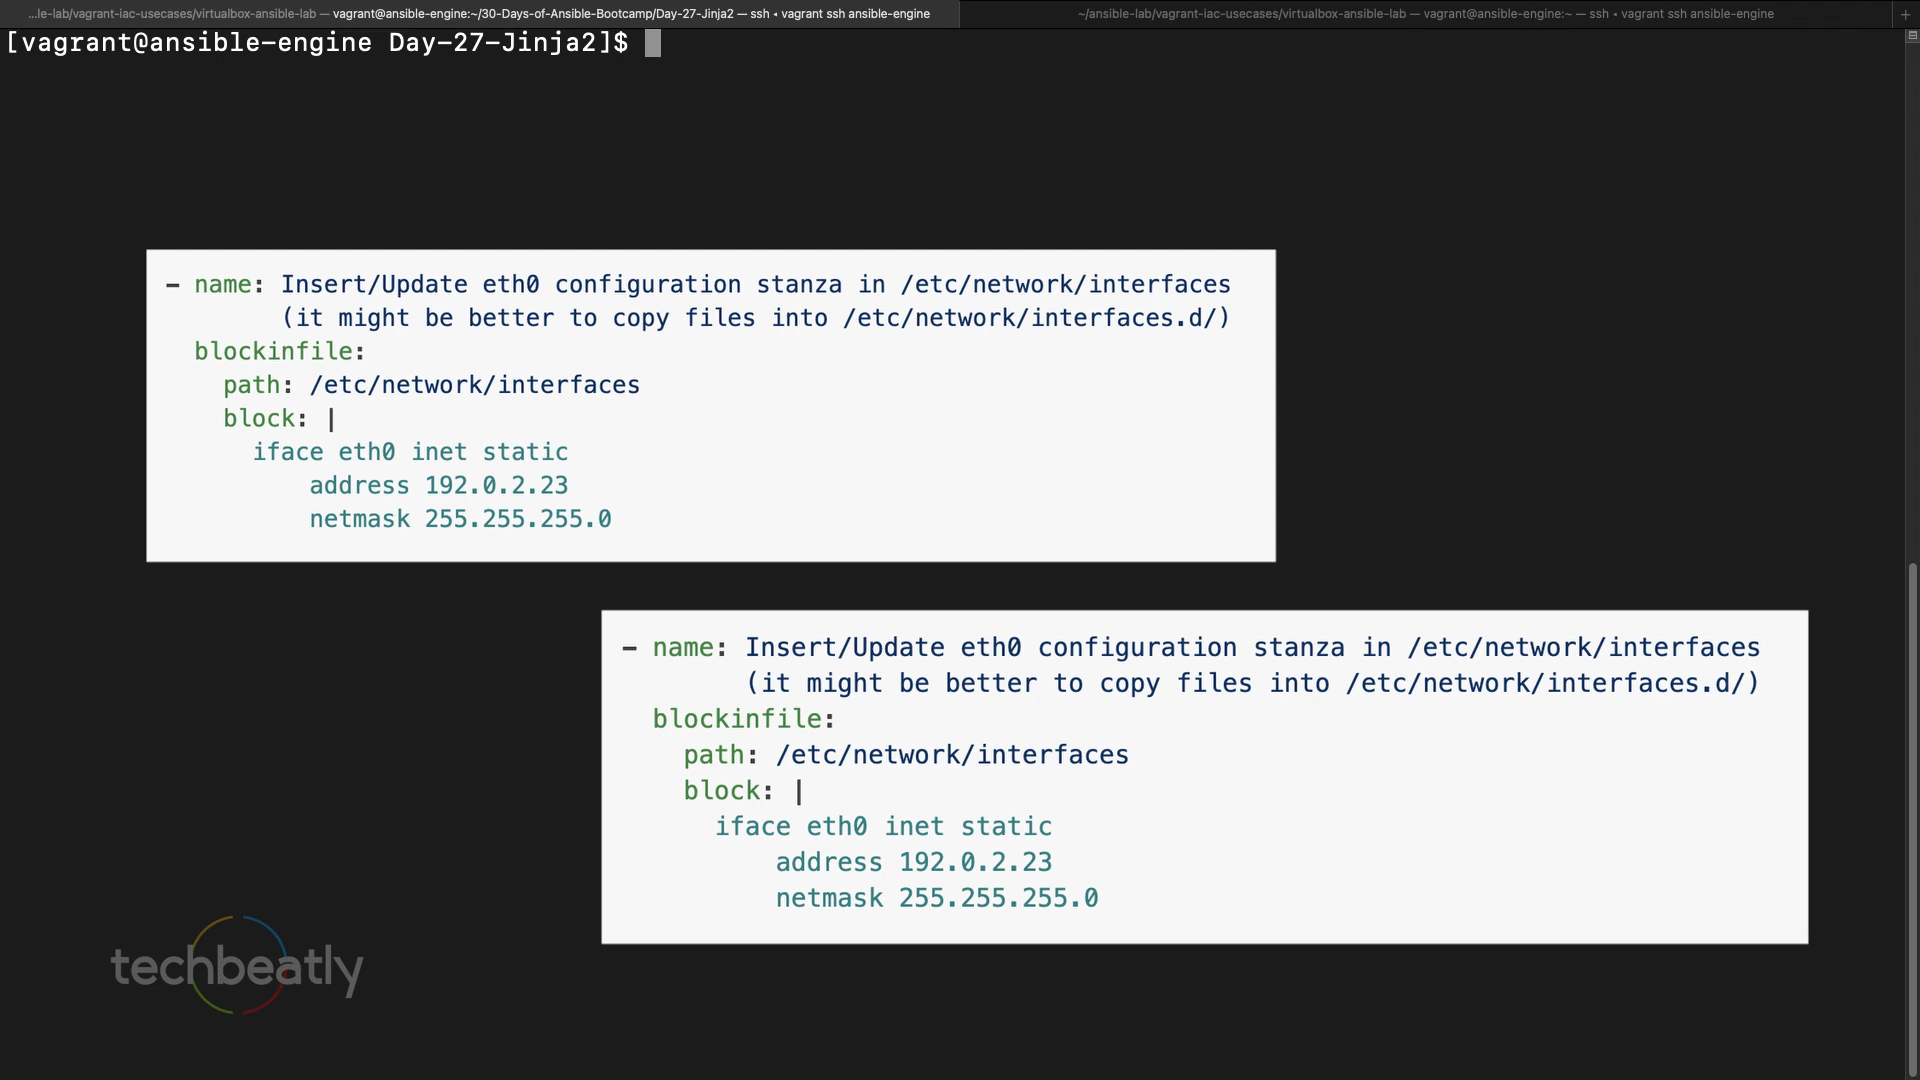 ...le-lab/vagrant-iac-usecases/virtualbox-ansible-lab — vagrant@ansible-engine:~/30-Days-of-Ansible-Bootcamp/Day-27-Jinja2 — ssh ◂ vagrant ssh ansible-engine
~/ansible-lab/vagrant-iac-usecases/virtualbox-ansible-lab — vagrant@ansible-engine:~ — ssh ◂ vagrant ssh ansible-engine
+
[vagrant@ansible-engine Day-27-Jinja2]$
- name: Insert/Update eth0 configuration stanza in /etc/network/interfaces
(it might be better to copy files into /etc/network/interfaces.d/)
blockinfile:
path: /etc/network/interfaces
block: |
iface eth0 inet static
address 192.0.2.23
netmask 255.255.255.0
- name: Insert/Update eth0 configuration stanza in /etc/network/interfaces
(it might be better to copy files into /etc/network/interfaces.d/)
blockinfile:
path: /etc/network/interfaces
block: |
iface eth0 inet static
address 192.0.2.23
netmask 255.255.255.0
techbeatly